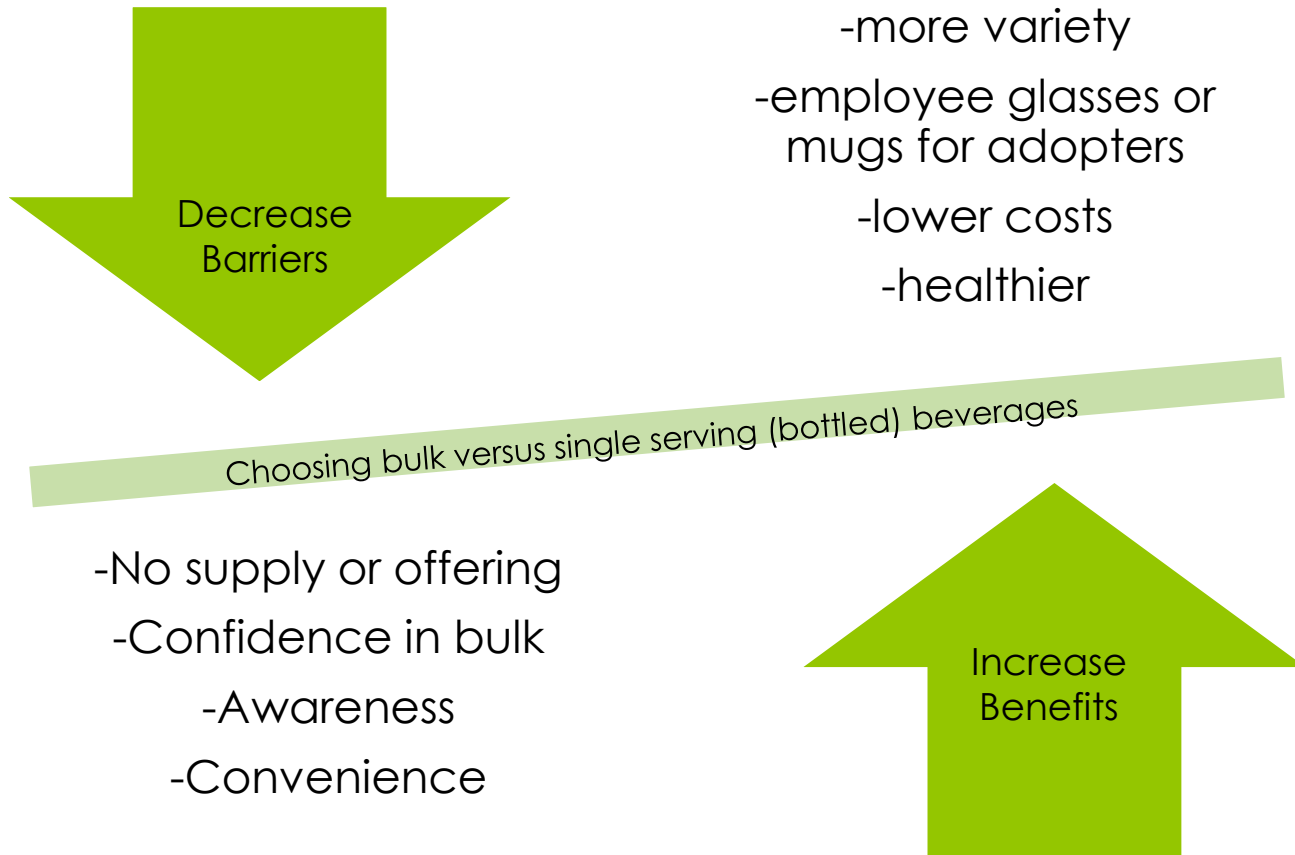 Decrease
Barriers
-more variety
-employee glasses or
mugs for adopters
-lower costs
-healthier
Choosing bulk versus single serving (bottled) beverages
-No supply or offering
-Confidence in bulk
-Awareness
-Convenience
Increase
Benefits